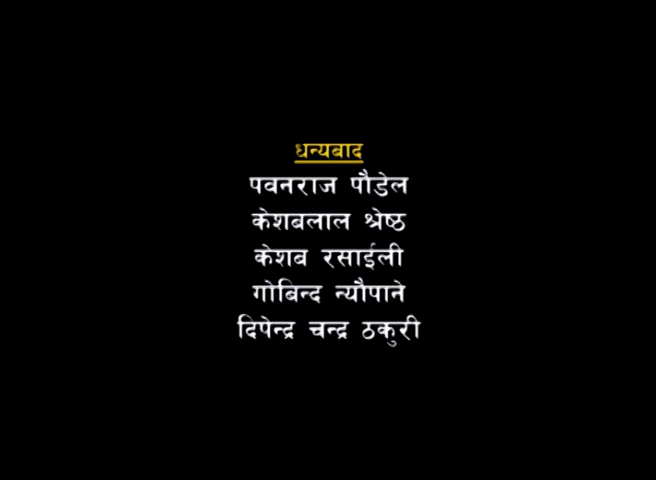 धन्यबाद
पवनराज पौडेल
केशबलाल श्रेष्ठ
केशब रसाईली
गोबिन्द न्यौपाने
दिपेन्द्र चन्द्र ठकुरी